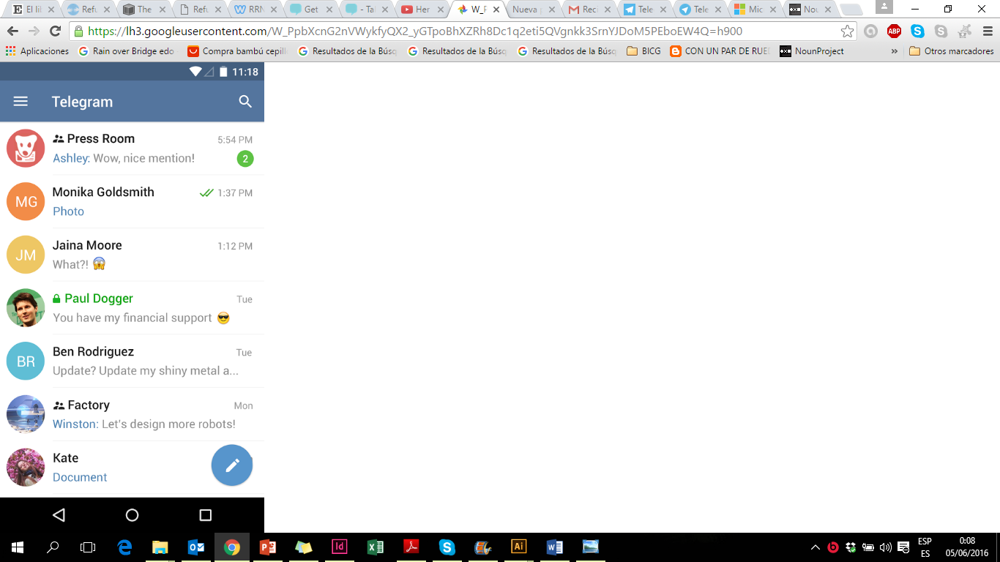 El lib
Refu
The
Refu
RRN
Get
- Tai
Her
W_P
Nueva p
Reci
Tele
Tele
Mic
Nou
https://lh3.googleusercontent.com/W_PpbXcnG2nVWykfyQX2_yGTpoBhXZRh8Dc1q2eti5QVgnkk3SrnYJDoM5PEboEW4Q=h900
ABP
Aplicaciones
Rain over Bridge edo
Compra bambú cepill
Resultados de la Búsq
Resultados de la Búsq
Resultados de la Búsq
BICG
CON UN PAR DE RUED
NounProject
»
Otros marcadores
11:18
Telegram
Press Room 5:54 PM
Ashley: Wow, nice mention! 2
MG
Monika Goldsmith 1:37 PM
Photo
JM
Jaina Moore 1:12 PM
What?! 😱
Paul Dogger Tue
You have my financial support 😎
BR
Ben Rodriguez Tue
Update? Update my shiny metal a...
Factory Mon
Winston: Let's design more robots!
Kate
Document
ESP
ES
0:08
05/06/2016